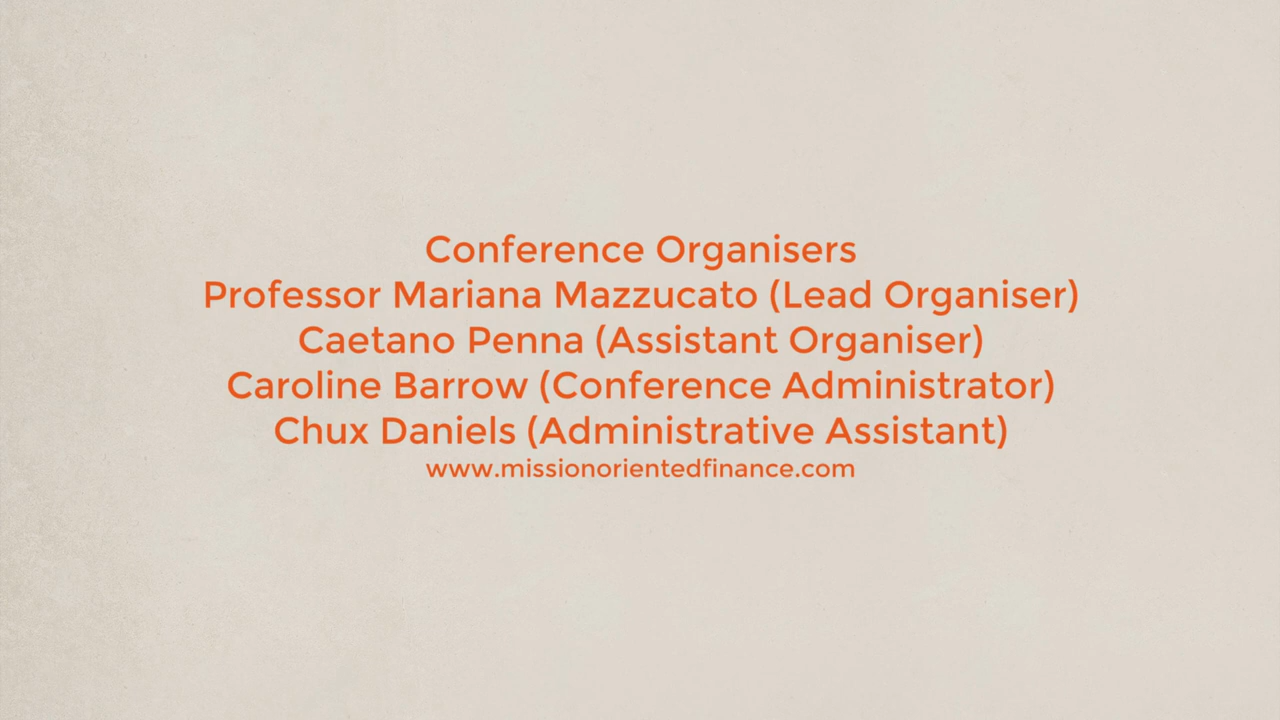 Conference Organisers
Professor Mariana Mazzucato (Lead Organiser)
Caetano Penna (Assistant Organiser)
Caroline Barrow (Conference Administrator)
Chux Daniels (Administrative Assistant)
www.missionorientedfinance.com